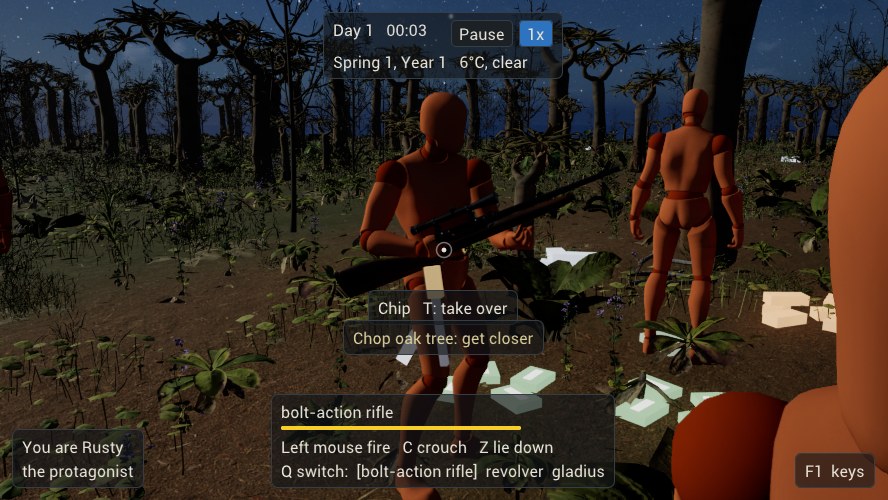 Day 1 00:03 Pause 1x
Spring 1, Year 1 6°C, clear
Chip T: take over
Chop oak tree: get closer
bolt-action rifle
Left mouse fire C crouch Z lie down
Q switch: [bolt-action rifle] revolver gladius
You are Rusty
the protagonist
F1 keys